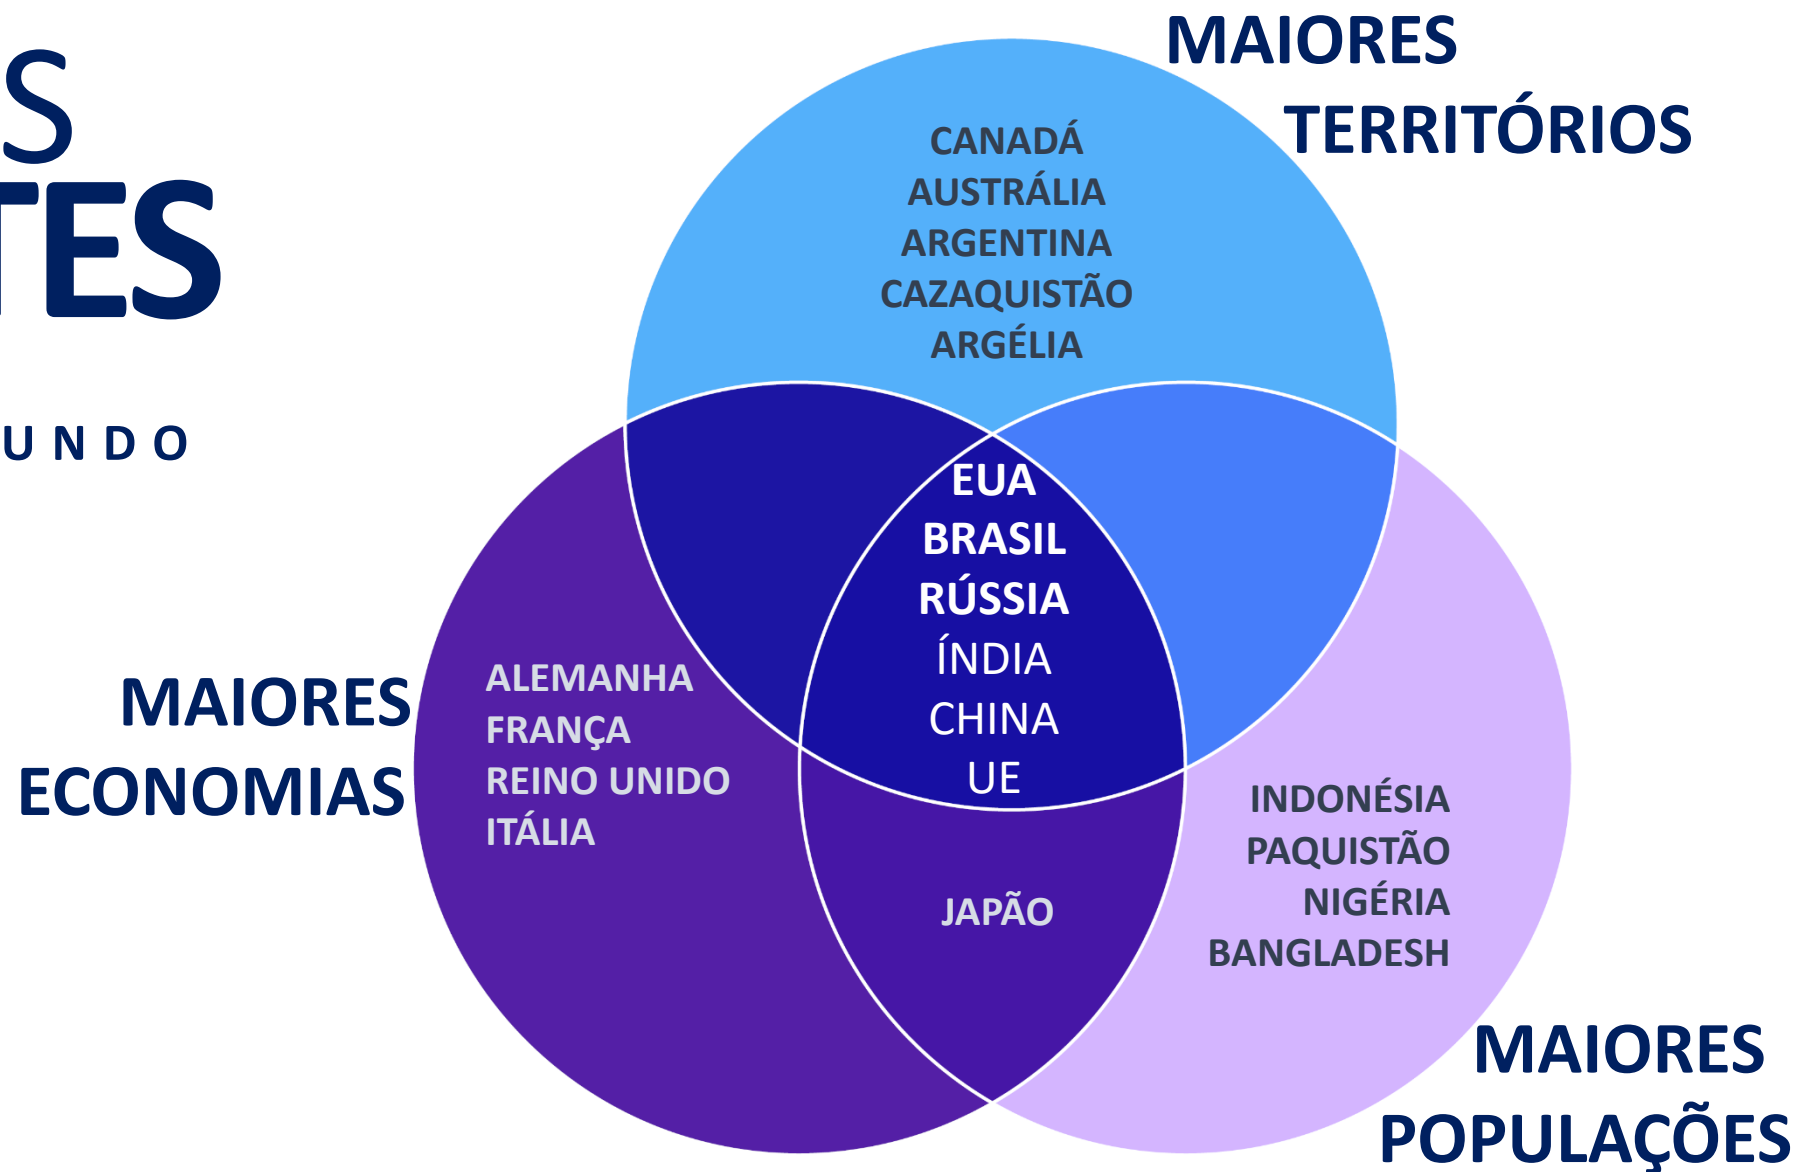 S
TES
UNDO
MAIORES
TERRITÓRIOS
CANADÁ
AUSTRÁLIA
ARGENTINA
CAZAQUISTÃO
ARGÉLIA
EUA
BRASIL
RÚSSIA
ÍNDIA
CHINA
UE
MAIORES
ECONOMIAS
ALEMANHA
FRANÇA
REINO UNIDO
ITÁLIA
JAPÃO
INDONÉSIA
PAQUISTÃO
NIGÉRIA
BANGLADESH
MAIORES
POPULAÇÕES